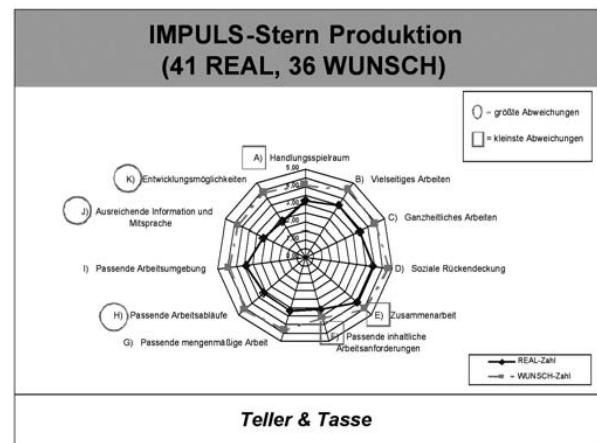 IMPULS-Stern Produktion
(41 REAL, 36 WUNSCH)
– größte Abweichungen
= kleinste Abweichungen
A) Handlungsspielraum
K) Entwicklungsmöglichkeiten
B) Vielseitiges Arbeiten
J) Ausreichende Information und
Mitsprache
C) Ganzheitliches Arbeiten
I) Passende Arbeitsumgebung
D) Soziale Rückendeckung
H) Passende Arbeitsabläufe
E) Zusammenarbeit
G) Passende mengenmäßige Arbeit
F) Passende inhaltliche
Arbeitsanforderungen
5,00
REAL-Zahl
WUNSCH-Zahl
Teller & Tasse